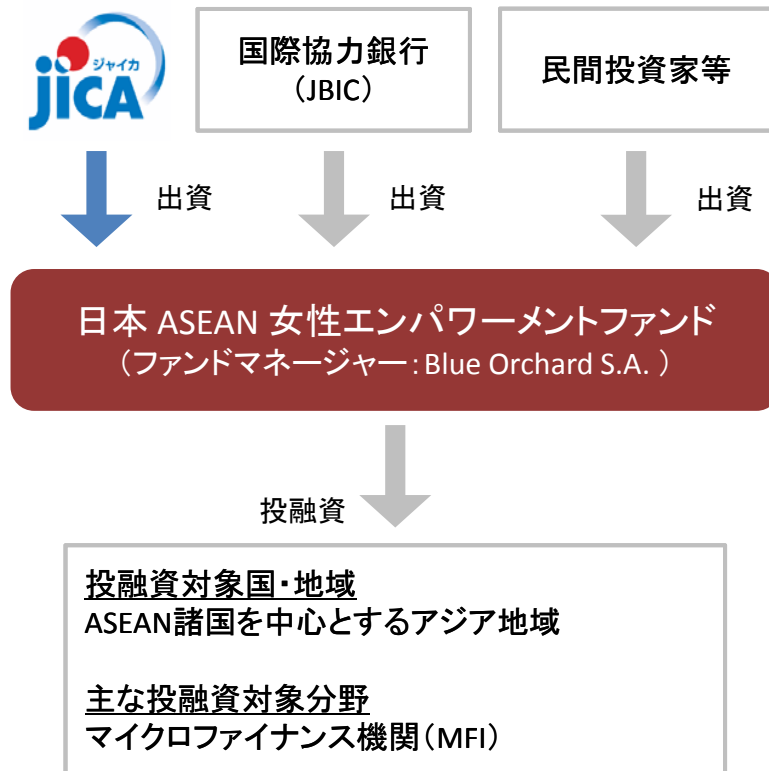 ジャイカ
jICA
国際協力銀行
（JBIC）
民間投資家等
出資
出資
出資
日本 ASEAN 女性エンパワーメントファンド
（ファンドマネージャー：Blue Orchard S.A. ）
投融資
投融資対象国・地域
ASEAN諸国を中心とするアジア地域
主な投融資対象分野
マイクロファイナンス機関（MFI）